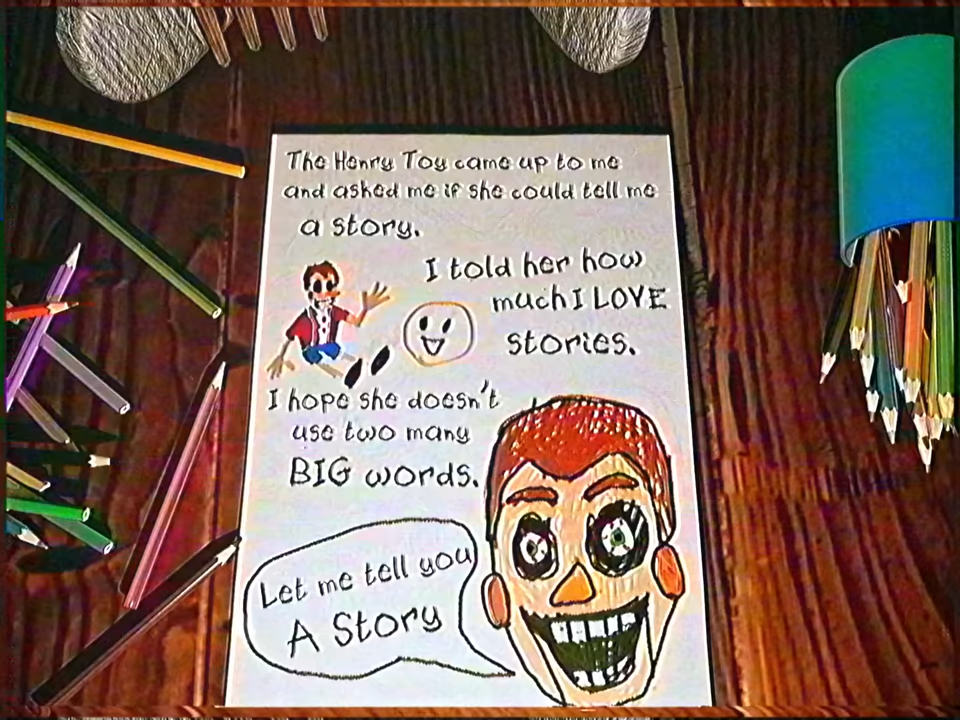 The Henry Toy came up to me
and asked me if she could tell me
a story.
I told her how
much I LOVE
stories.
I hope she doesn't
use two many
BIG words.
Let me tell you
A Story